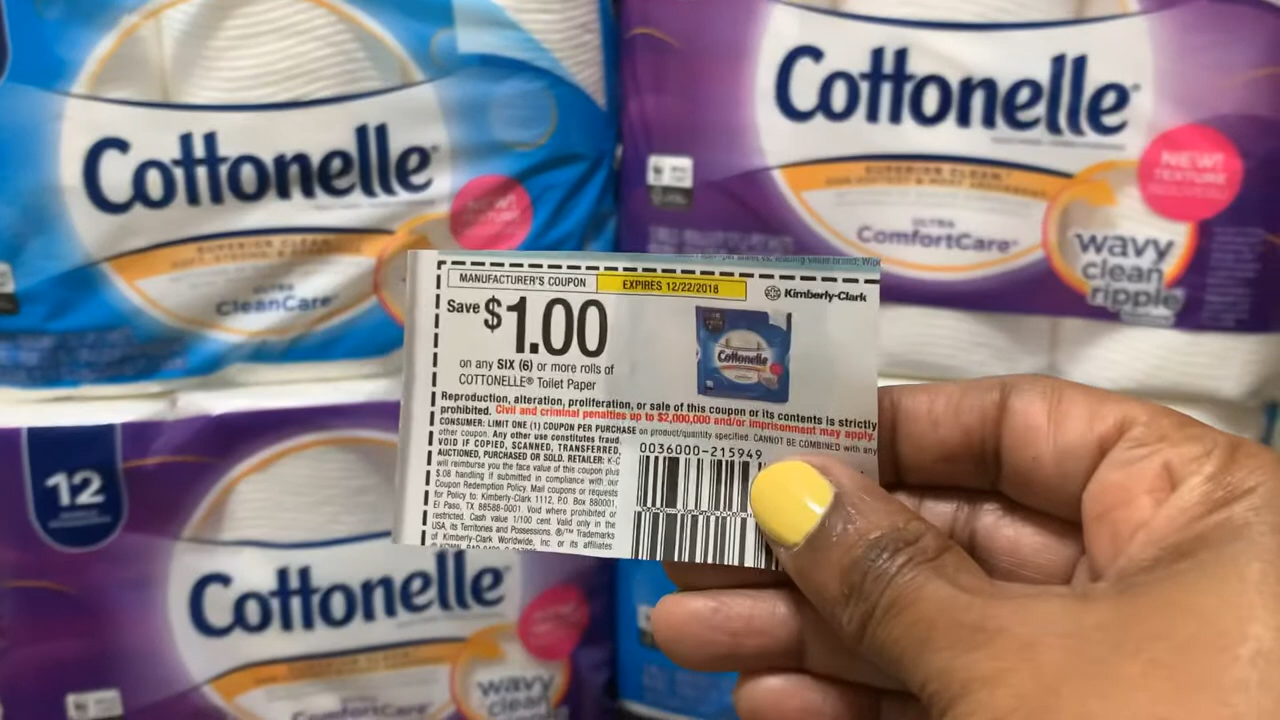 Cottonelle
SUPERIOR CLEAN
ULTRA
CleanCare
Cottonelle
SUPERIOR CLEAN
ULTRA
ComfortCare
NEW!
TEXTURE
wavy
clean
ripple
MANUFACTURER'S COUPON
EXPIRES 12/22/2018
Kimberly-Clark
Save $1.00
on any SIX (6) or more rolls of
COTTONELLE® Toilet Paper
Cottonelle
Reproduction, alteration, proliferation, or sale of this coupon or its contents is strictly
prohibited. Civil and criminal penalties up to $2,000,000 and/or imprisonment may apply.
CONSUMER: LIMIT ONE (1) COUPON PER PURCHASE on product/quantity specified. CANNOT BE COMBINED with any
other coupon. Any other use constitutes fraud.
VOID IF COPIED, SCANNED, TRANSFERRED,
AUCTIONED, PURCHASED OR SOLD. RETAILER: K-C
will reimburse you the face value of this coupon plus
$.08 handling if submitted in compliance with our
Coupon Redemption Policy. Mail coupons or requests
for Policy to: Kimberly-Clark 1112, P.O. Box 880001,
El Paso, TX 88588-0001. Void where prohibited or
restricted. Cash value 1/100 cent. Valid only in the
USA, its Territories and Possessions. ®/™ Trademarks
of Kimberly-Clark Worldwide, Inc. or its affiliates
0036000-215949
12
Cottonelle
ComfortCare
wavy
clean